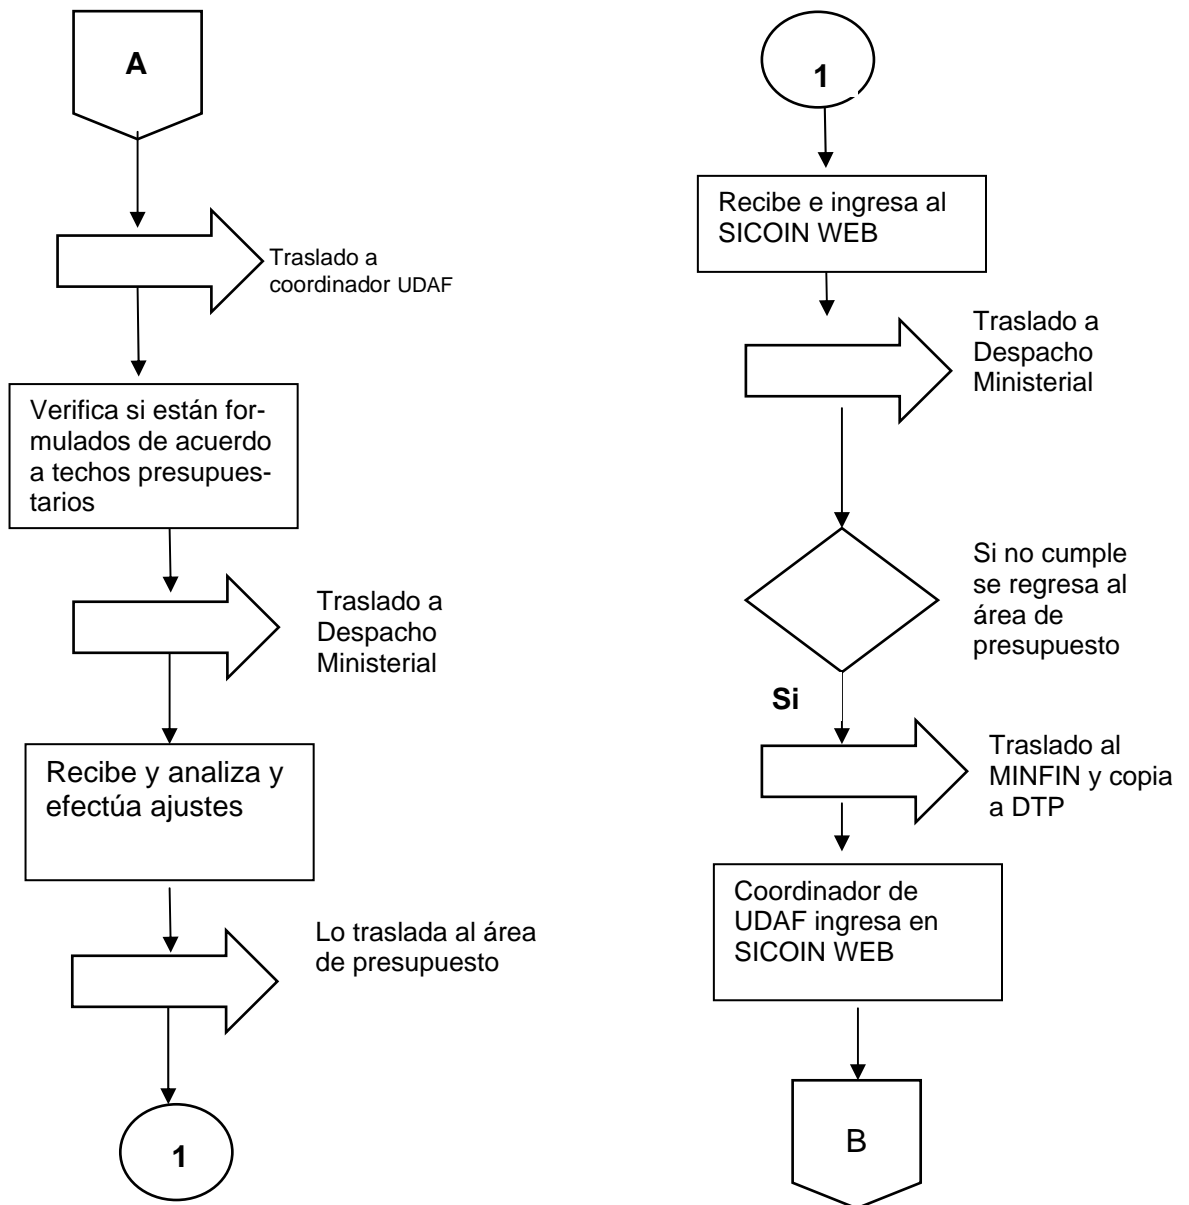 A
Traslado a
coordinador UDAF
Verifica si están for-
mulados de acuerdo
a techos presupues-
tarios
Traslado a
Despacho
Ministerial
Recibe y analiza y
efectúa ajustes
Lo traslada al área
de presupuesto
1
1
Recibe e ingresa al
SICOIN WEB
Traslado a
Despacho
Ministerial
Si no cumple
se regresa al
área de
presupuesto
Si
Traslado al
MINFIN y copia
a DTP
Coordinador de
UDAF ingresa en
SICOIN WEB
B